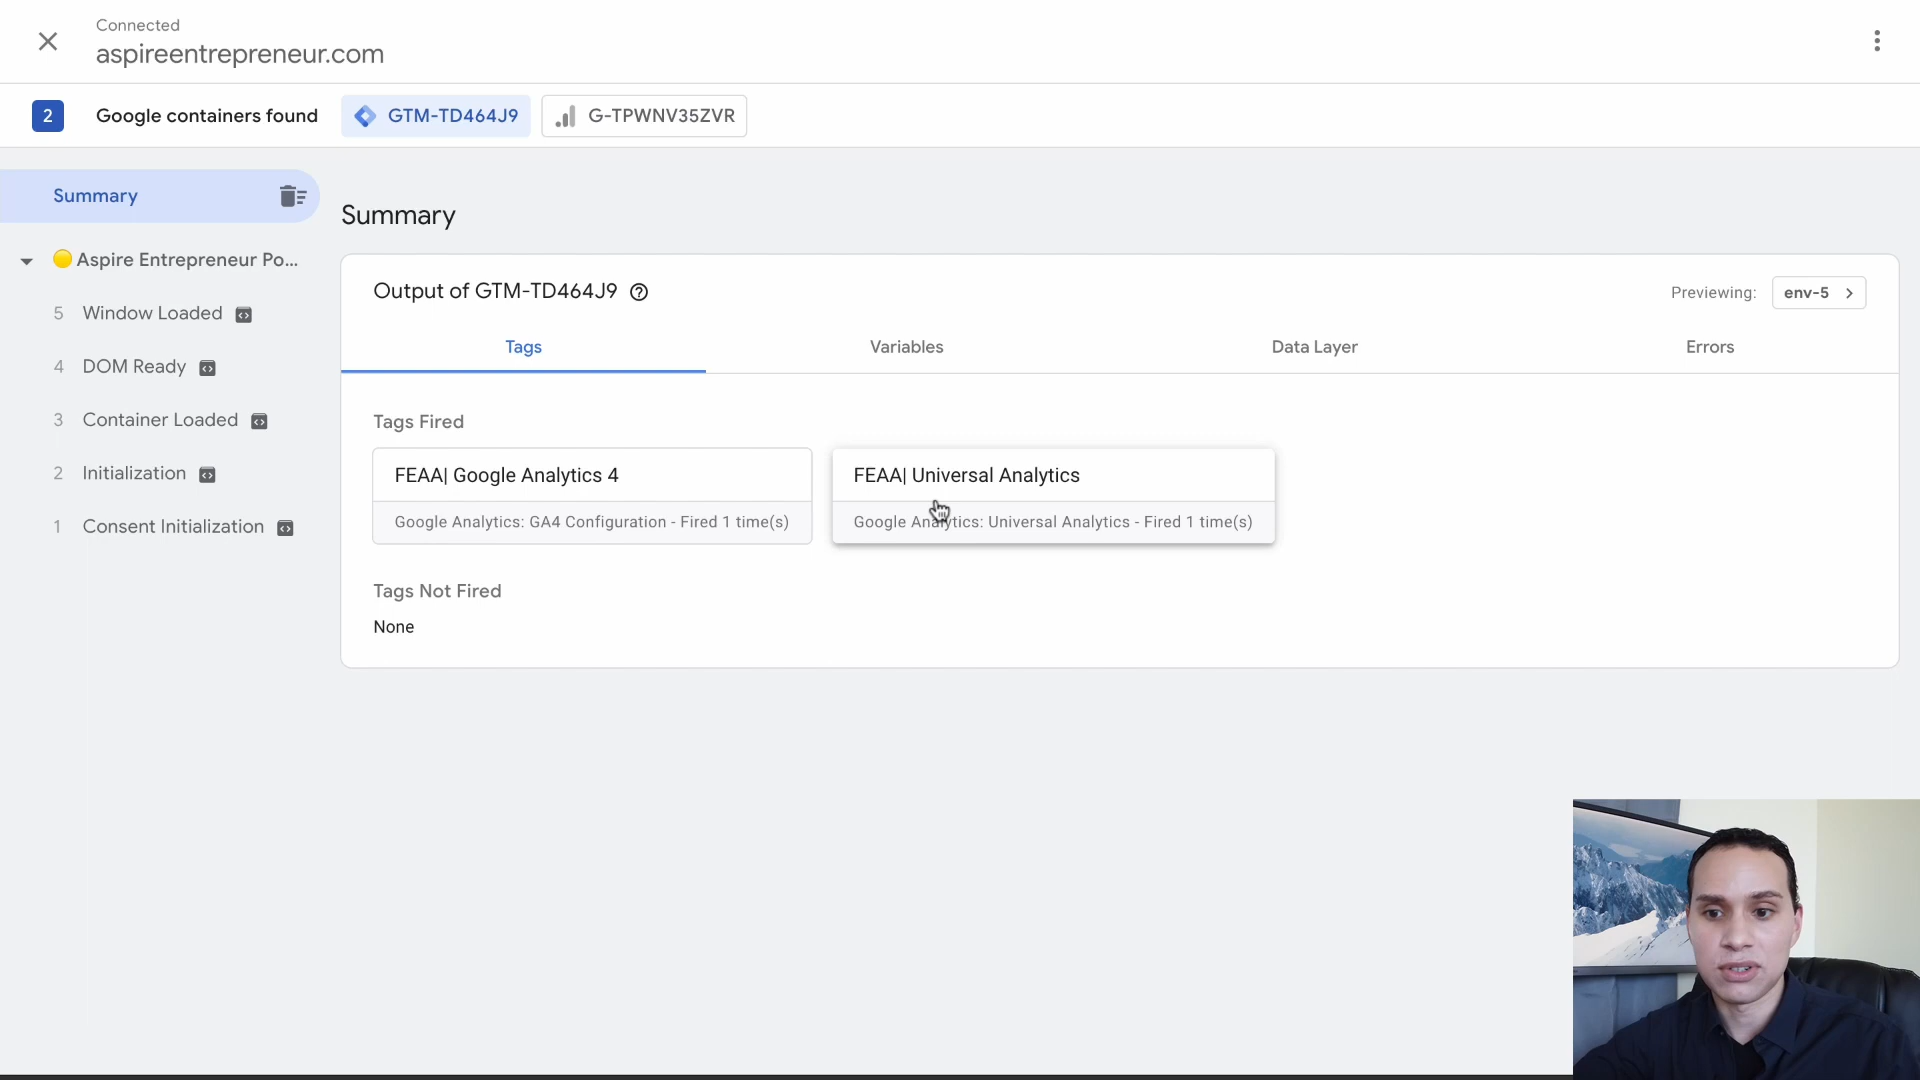 Connected
aspireentrepreneur.com
2 Google containers found GTM-TD464J9 G-TPWNV35ZVR
Summary
Aspire Entrepreneur Po...
5 Window Loaded
4 DOM Ready
3 Container Loaded
2 Initialization
1 Consent Initialization
Summary
Output of GTM-TD464J9
Previewing: env-5
Tags Variables Data Layer Errors
Tags Fired
FEAA| Google Analytics 4
Google Analytics: GA4 Configuration - Fired 1 time(s)
FEAA| Universal Analytics
Google Analytics: Universal Analytics - Fired 1 time(s)
Tags Not Fired
None